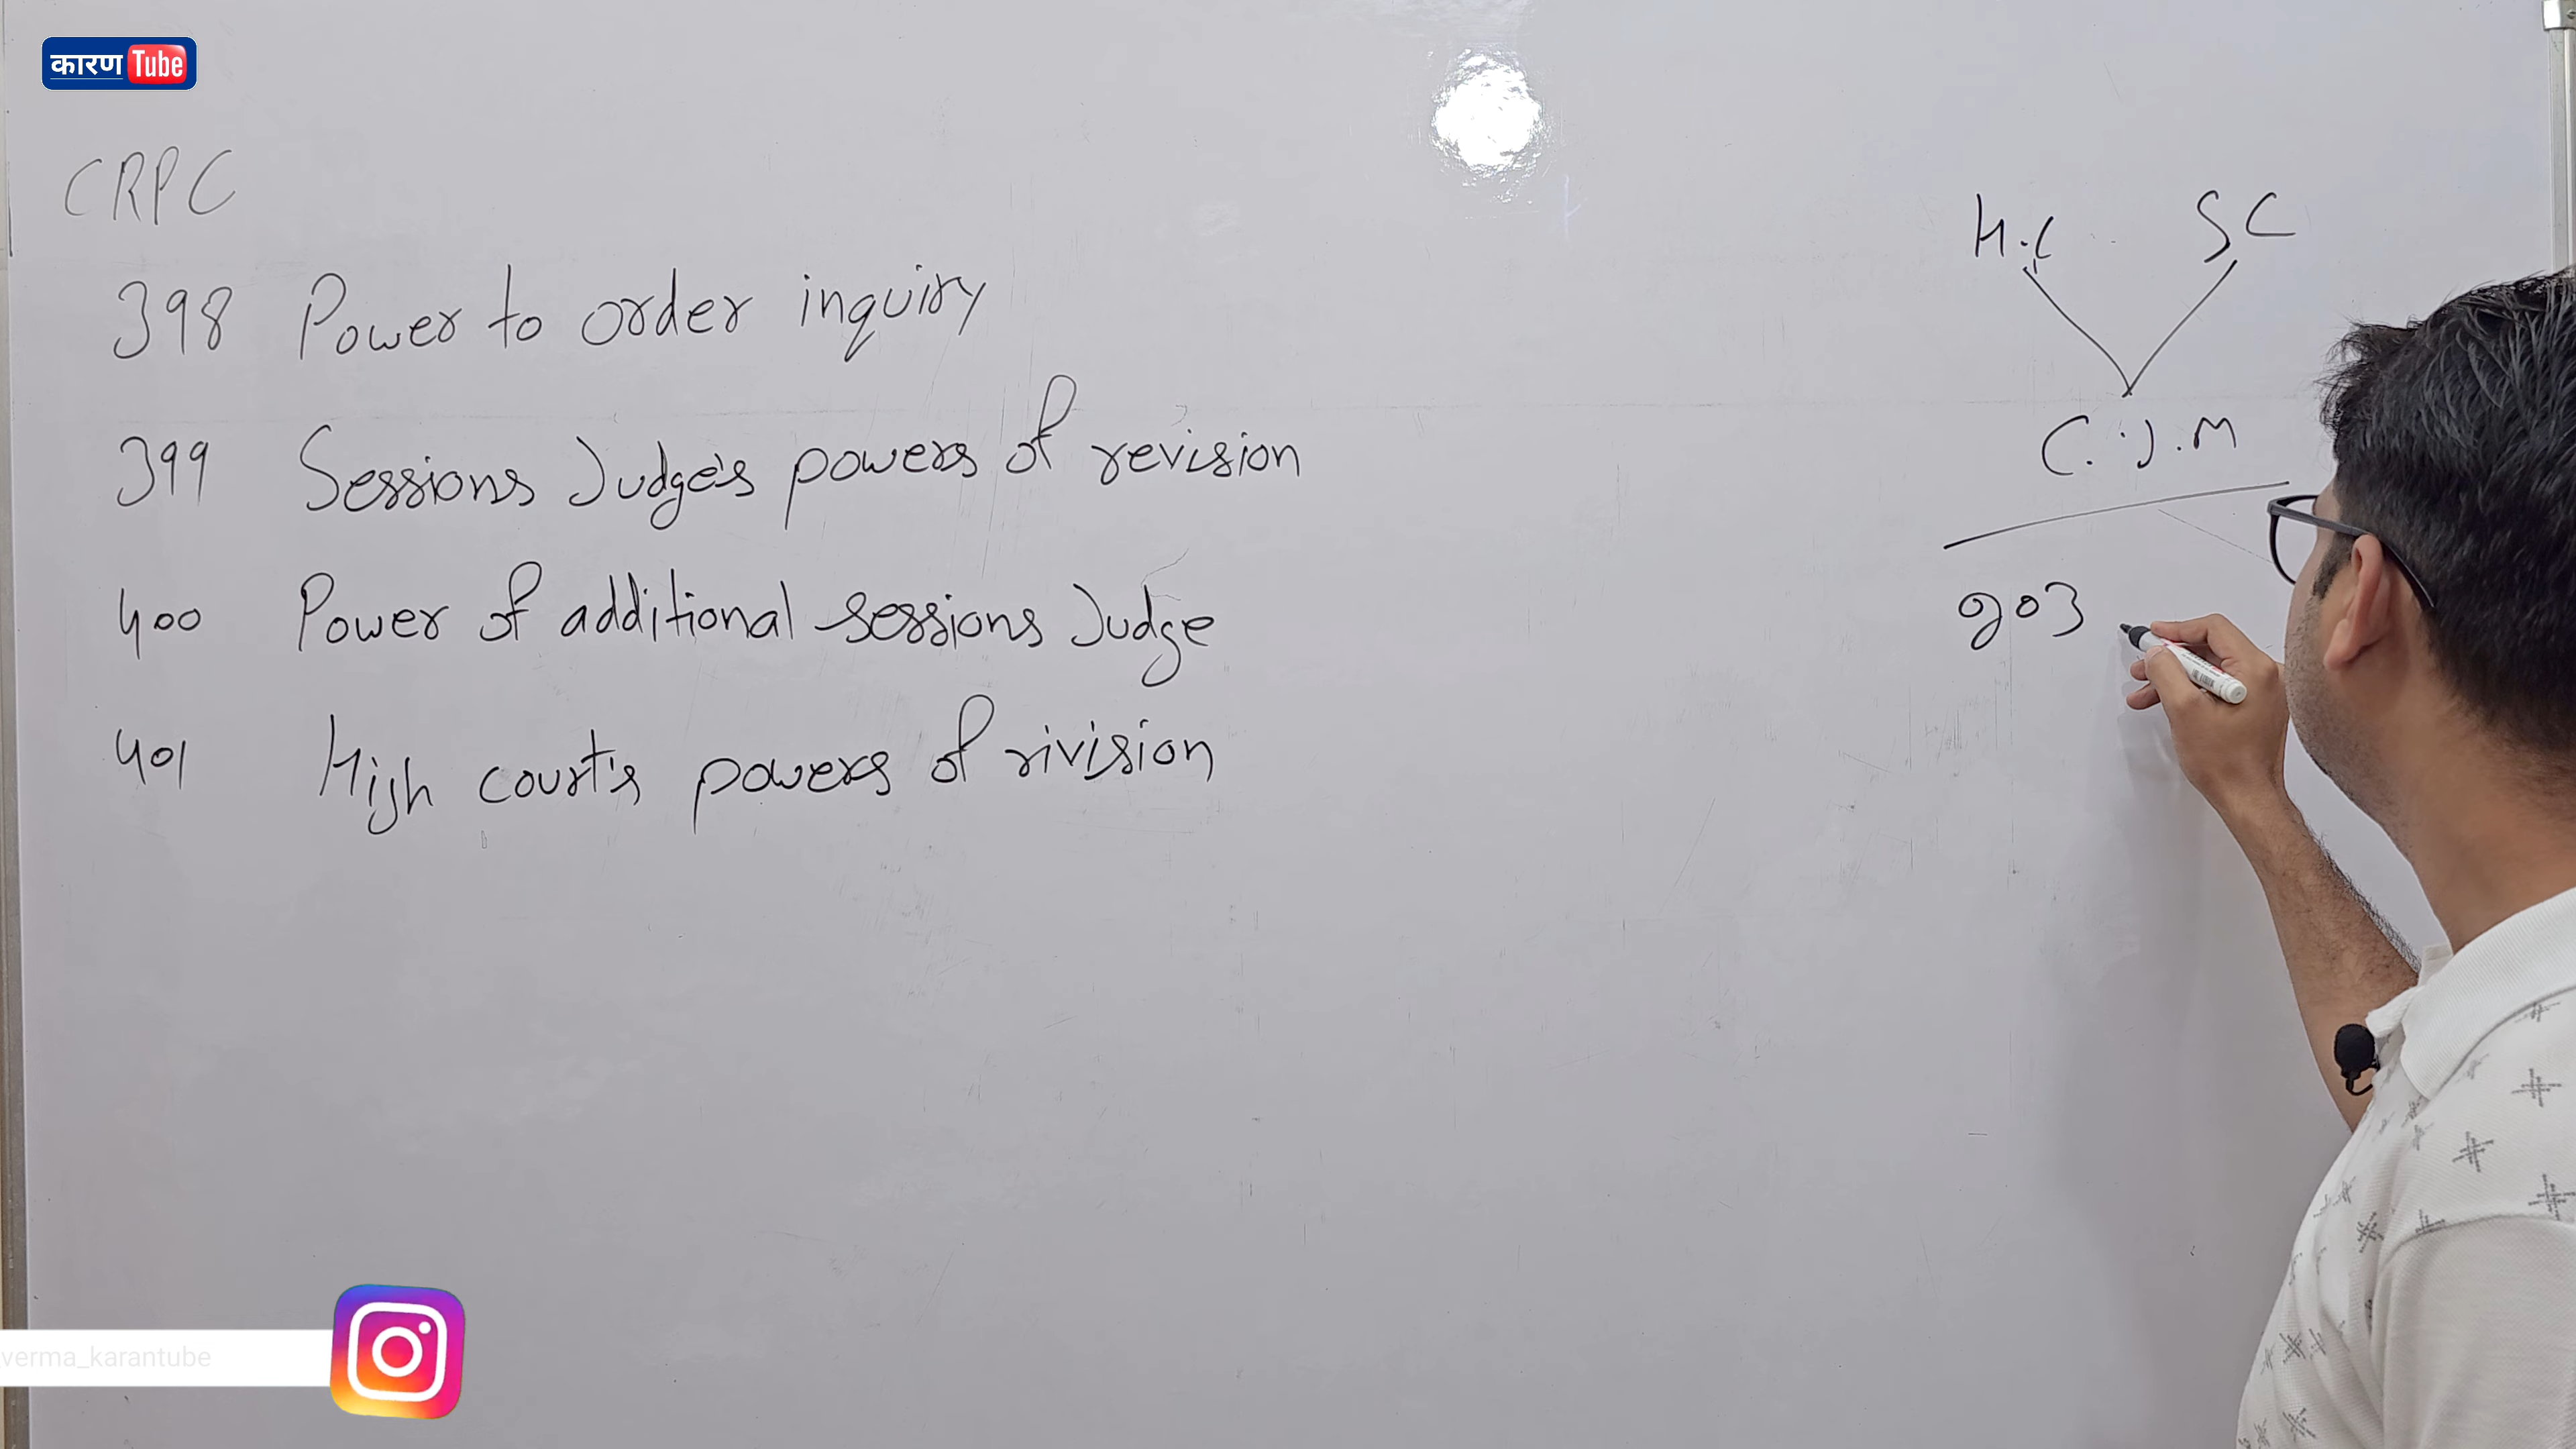 कारण Tube
CRPC
398 Power to order inquiry
399 Sessions Judge's powers of revision
400 Power of additional sessions Judge
401 High court's powers of rivision
H.C SC
C.J.M
203
verma_karantube